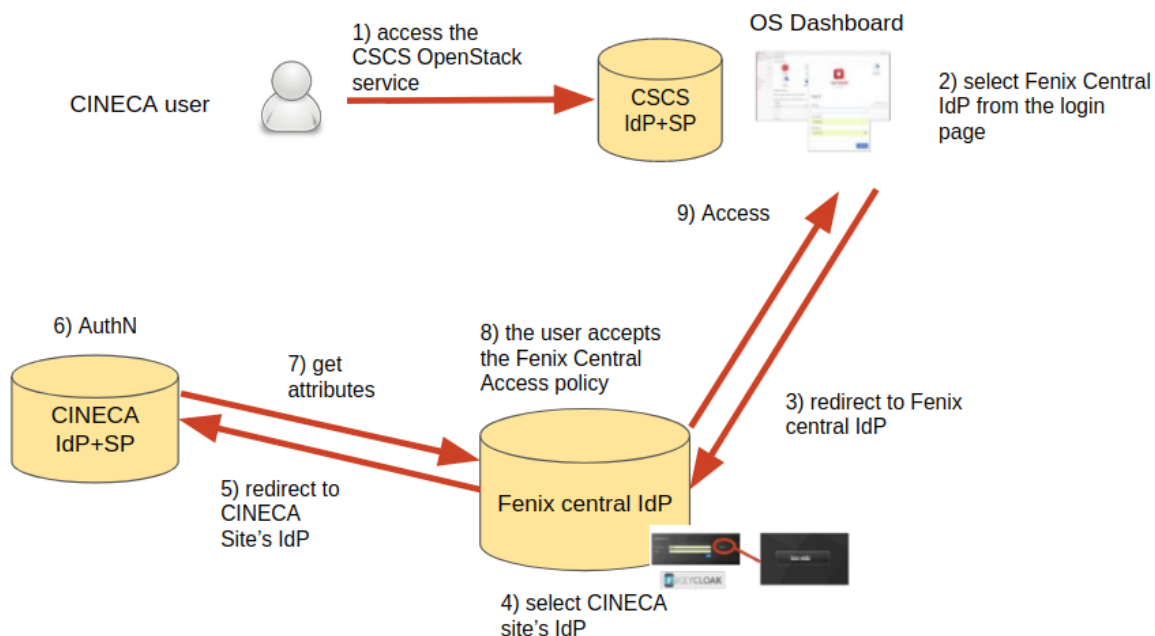 OS Dashboard
1) access the
CSCS OpenStack
service
CINECA user
CSCS
IdP+SP
2) select Fenix Central
IdP from the login
page
9) Access
6) AuthN
7) get
attributes
8) the user accepts
the Fenix Central
Access policy
CINECA
IdP+SP
3) redirect to Fenix
central IdP
5) redirect to
CINECA
Site's IdP
Fenix central IdP
KEYCLOAK
4) select CINECA
site's IdP